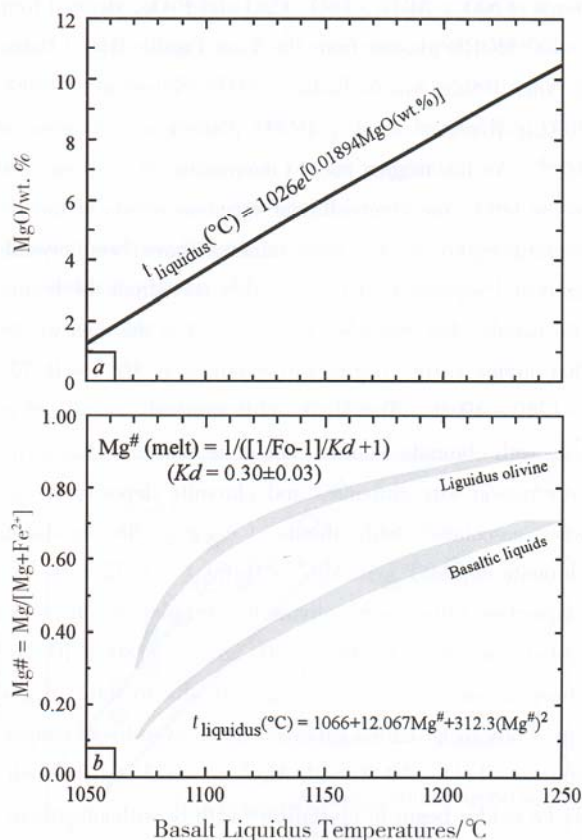 12
10
8
6
4
2
0
MgO/wt. %
t liquidus(°C) = 1026e[0.01894MgO(wt.%)]
a
1.00
0.80
0.60
0.40
0.20
0.00
Mg# = Mg/[Mg+Fe2+]
Mg# (melt) = 1/([1/Fo-1]/Kd+1)
(Kd = 0.30±0.03)
Liguidus olivine
Basaltic liquids
t liquidus(°C) = 1066+12.067Mg#+312.3(Mg#)2
b
1050 1100 1150 1200 1250
Basalt Liquidus Temperatures/°C